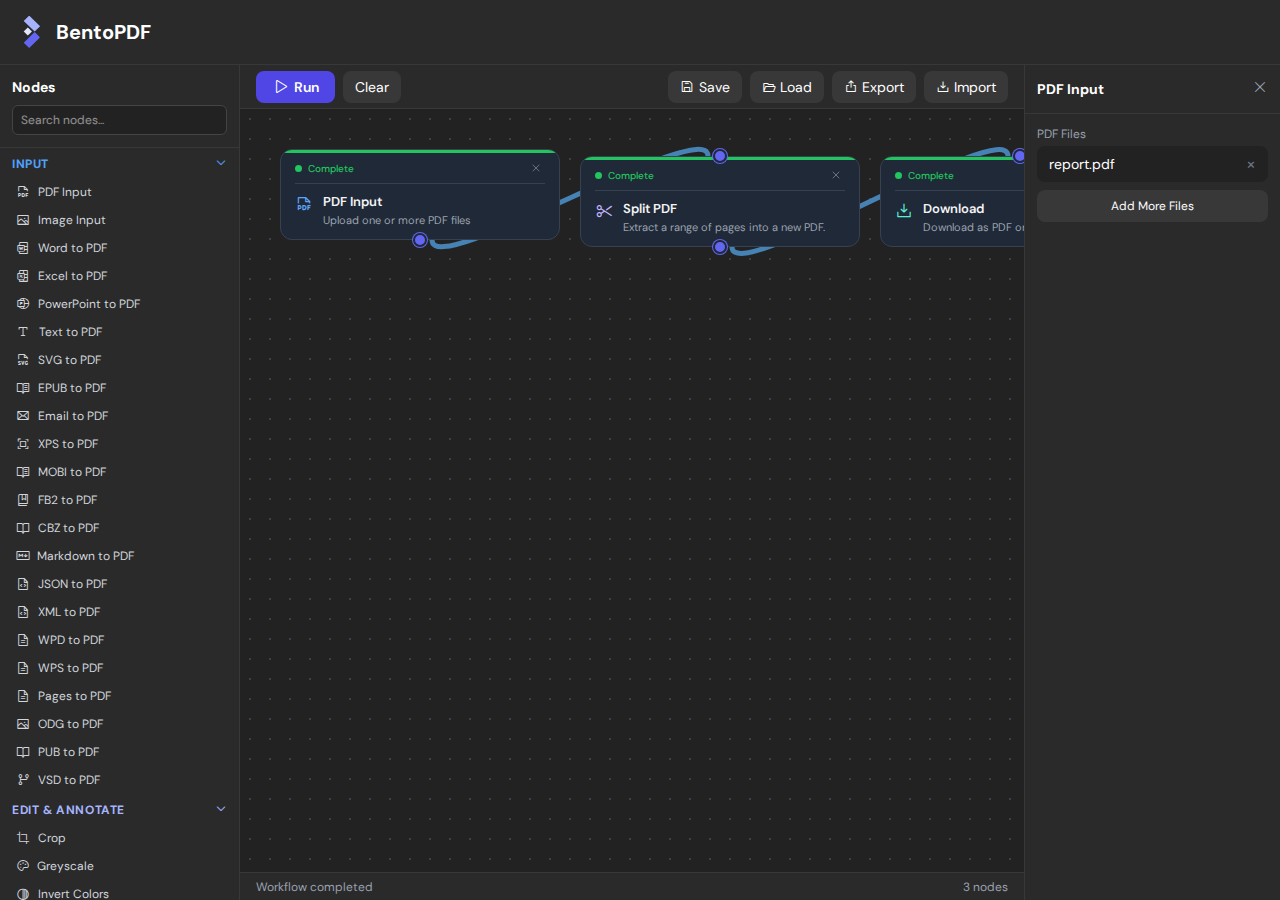 BentoPDF
Nodes
Search nodes...
INPUT
PDF Input
Image Input
Word to PDF
Excel to PDF
PowerPoint to PDF
Text to PDF
SVG to PDF
EPUB to PDF
Email to PDF
XPS to PDF
MOBI to PDF
FB2 to PDF
CBZ to PDF
Markdown to PDF
JSON to PDF
XML to PDF
WPD to PDF
WPS to PDF
Pages to PDF
ODG to PDF
PUB to PDF
VSD to PDF
EDIT & ANNOTATE
Crop
Greyscale
Invert Colors
Run Clear Save Load Export Import
Complete
PDF Input
Upload one or more PDF files
Complete
Split PDF
Extract a range of pages into a new PDF.
Complete
Download
Download as PDF or
Workflow completed 3 nodes
PDF Input
PDF Files
report.pdf
Add More Files